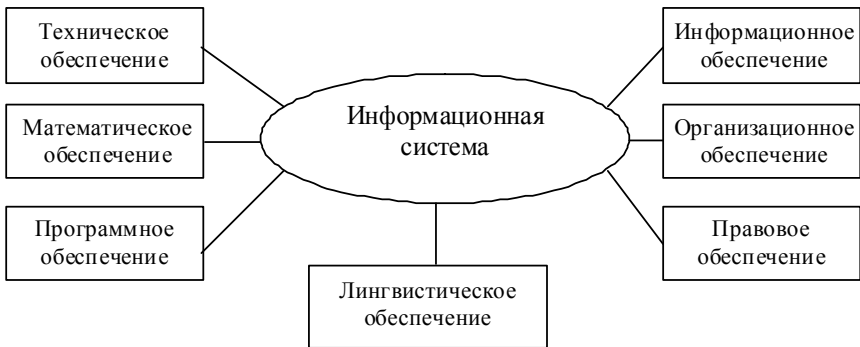 Техническое
обеспечение
Информационное
обеспечение
Информационная
система
Математическое
обеспечение
Организационное
обеспечение
Программное
обеспечение
Правовое
обеспечение
Лингвистическое
обеспечение